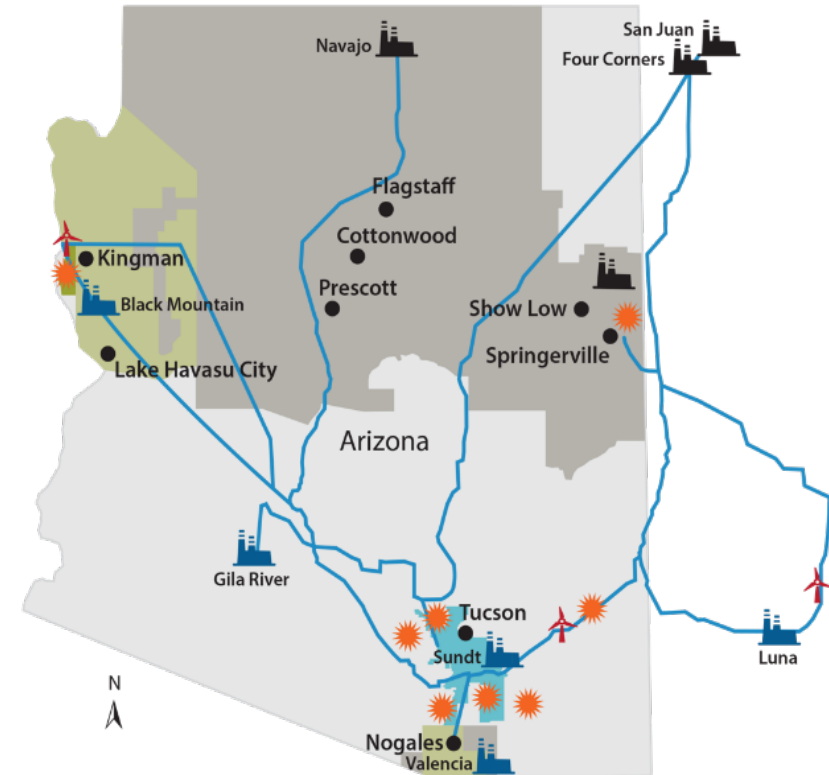 San Juan
Navajo
Four Corners
Flagstaff
Cottonwood
Kingman
Prescott
Black Mountain
Show Low
Springerville
Lake Havasu City
Arizona
Gila River
Tucson
Sundt
Luna
N
Nogales
Valencia